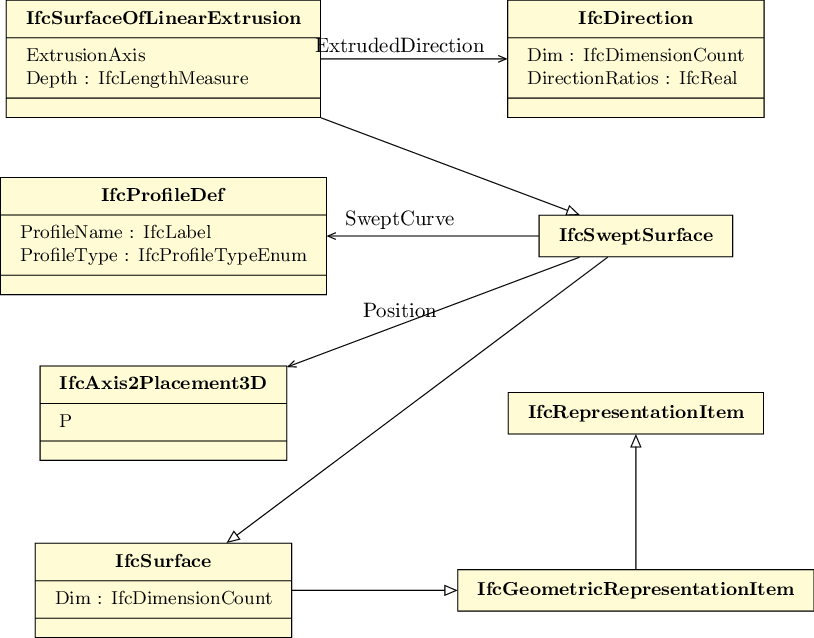 IfcSurfaceOfLinearExtrusion
ExtrusionAxis
Depth : IfcLengthMeasure
ExtrudedDirection
IfcDirection
Dim : IfcDimensionCount
DirectionRatios : IfcReal
IfcProfileDef
ProfileName : IfcLabel
ProfileType : IfcProfileTypeEnum
SweptCurve
IfcSweptSurface
Position
IfcAxis2Placement3D
P
IfcRepresentationItem
IfcSurface
Dim : IfcDimensionCount
IfcGeometricRepresentationItem